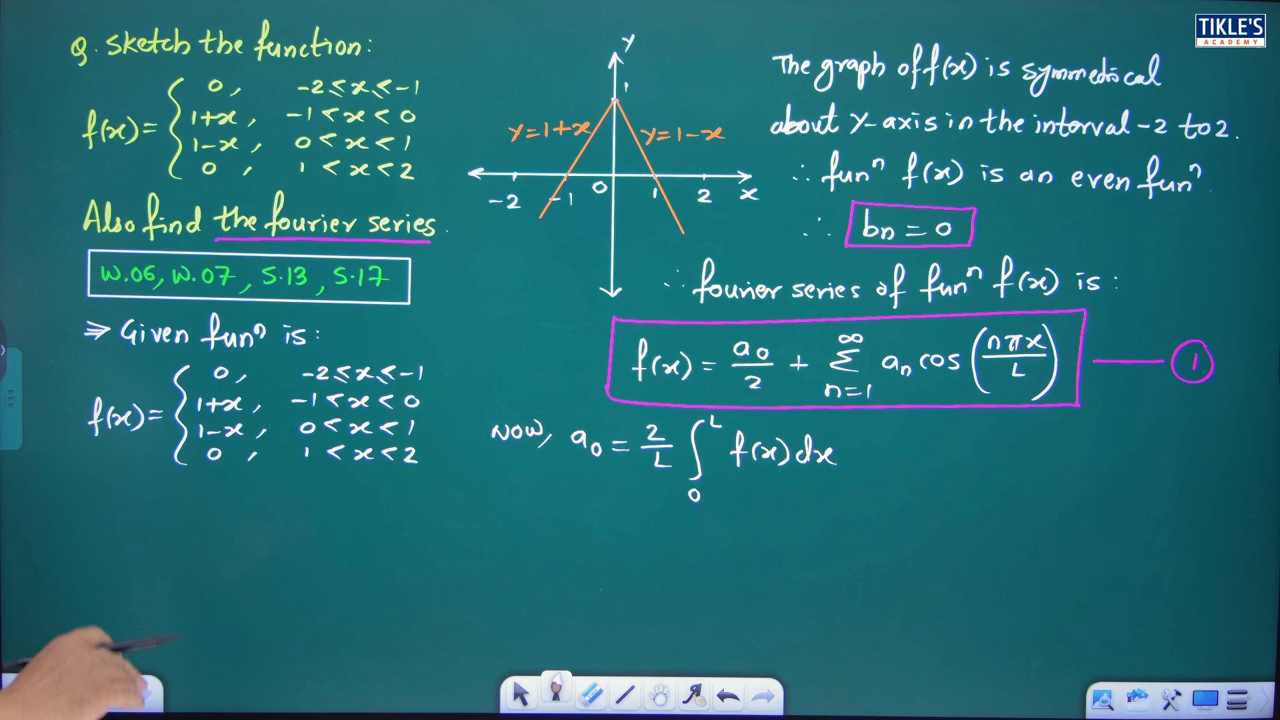 TIKLE'S
ACADEMY
Q. Sketch the function:
f(x) = { 0, -2 < x < -1
1+x, -1 < x < 0
1-x, 0 < x < 1
0, 1 < x < 2
Also find the fourier series.
W.06, W.07, S.13, S.17
⇒ Given funⁿ is:
f(x) = { 0, -2 < x < -1
1+x, -1 < x < 0
1-x, 0 < x < 1
0, 1 < x < 2
Y
1
y=1+x
y=1-x
-2 -1 0 1 2 x
The graph of f(x) is symmetrical
about Y-axis in the interval -2 to 2.
∴ funⁿ f(x) is an even funⁿ
∴ bn = 0
∴ fourier series of funⁿ f(x) is:
f(x) = a₀/2 + ∑_{n=1}^{∞} aₙ cos (nπx/L) — 1
Now, a₀ = 2/L ∫_0^L f(x) dx